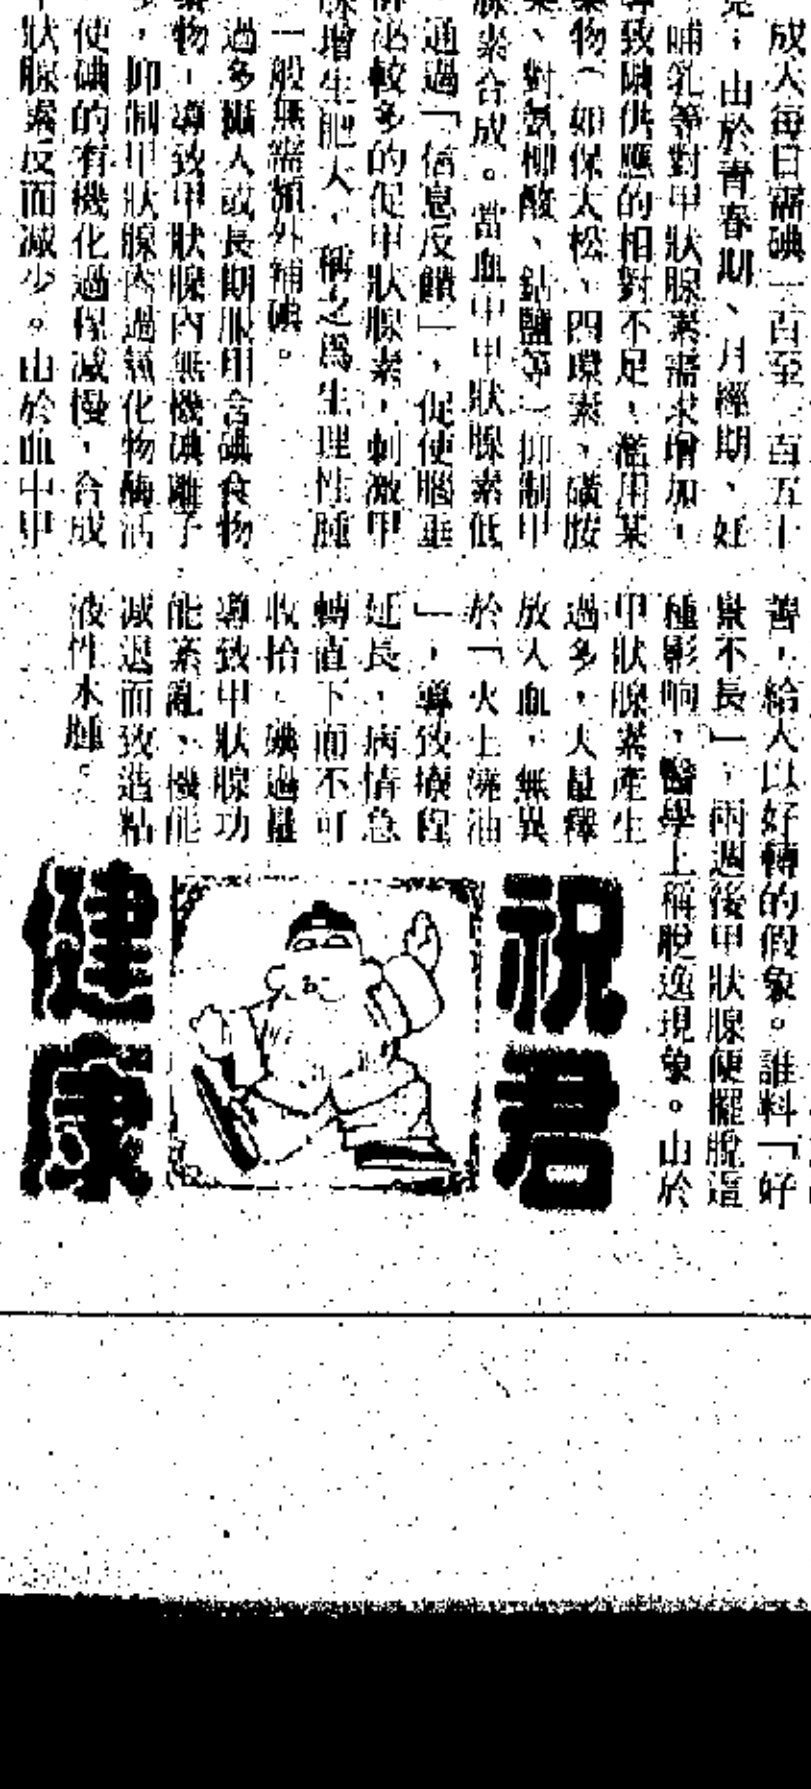 成人每日需碘一百至二百五十
；由於青春期、月經期、妊
哺乳等對甲狀腺素需求增加，
致碘供應的相對不足，濫用某
物（如保太松，四環素，磺胺
、對氨柳酸、鈷鹽等）抑制甲
腺素合成。當血中甲狀腺素低
，通過「信息反饋」，促使腦垂
泌較多的促甲狀腺素，刺激甲
腺增生肥大，稱之爲生理性腫
一般無需額外補碘。
過多攝入或長期服用含碘食物
物，導致甲狀腺內無機碘離子
，抑制甲狀腺內過氧化物酶活
使碘的有機化過程減慢，合成
狀腺素反而減少。由於血中甲
善，給人以好轉的假象。誰料「好
景不長」，兩週後甲狀腺便擺脫這
種影响，醫學上稱脫逸現象。由於
甲狀腺素產生
過多，大量釋
放入血，無異
於「火上澆油
」，導致療程
延長，病情急
轉直下而不可
收拾。碘過量
導致甲狀腺功
能紊亂，機能
減退而致造粘
液性水腫。
祝君
健康